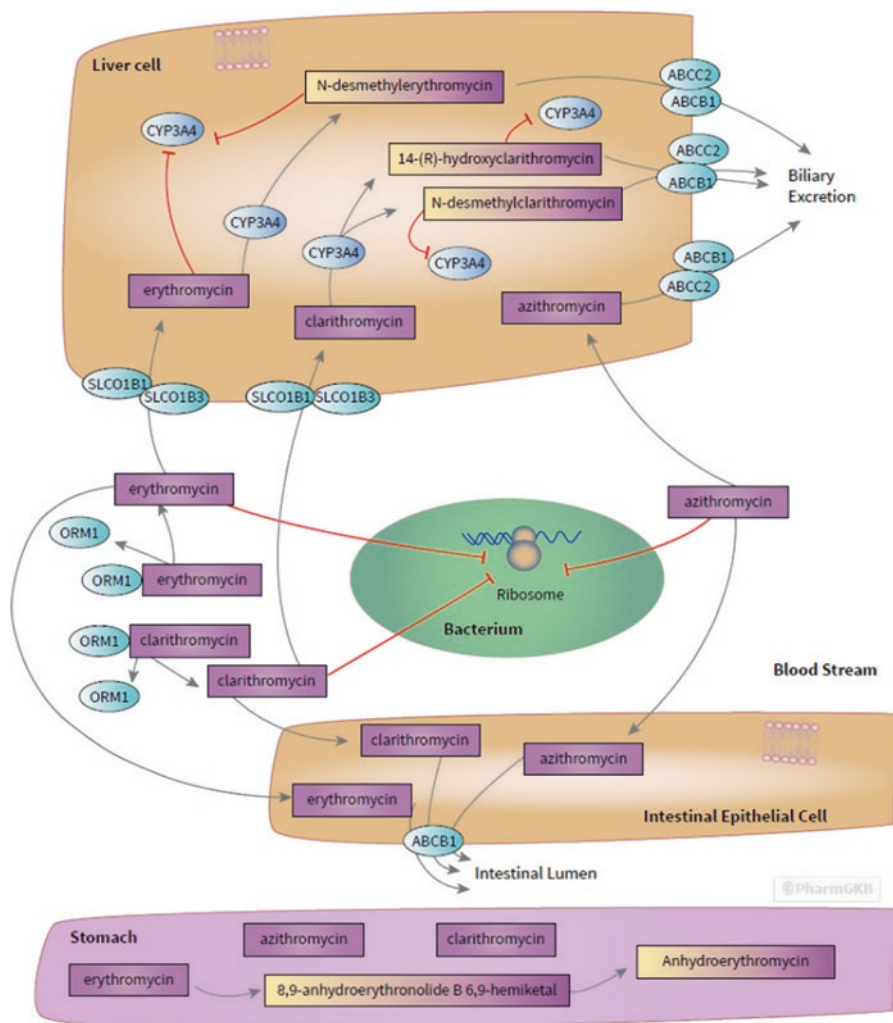 Liver cell
N-desmethylerythromycin
ABCC2
ABCB1
CYP3A4
CYP3A4
14-(R)-hydroxyclarithromycin
ABCC2
ABCB1
Biliary
Excretion
N-desmethylclarithromycin
CYP3A4
CYP3A4
CYP3A4
ABCB1
ABCC2
erythromycin
azithromycin
clarithromycin
SLCO1B1
SLCO1B3
SLCO1B1
SLCO1B3
erythromycin
azithromycin
ORM1
ORM1
erythromycin
Ribosome
Bacterium
ORM1
clarithromycin
ORM1
clarithromycin
Blood Stream
clarithromycin
azithromycin
erythromycin
Intestinal Epithelial Cell
ABCB1
Intestinal Lumen
©PharmGKB
Stomach
azithromycin
clarithromycin
erythromycin
8,9-anhydroerythronolide B 6,9-hemiketal
Anhydroerythromycin